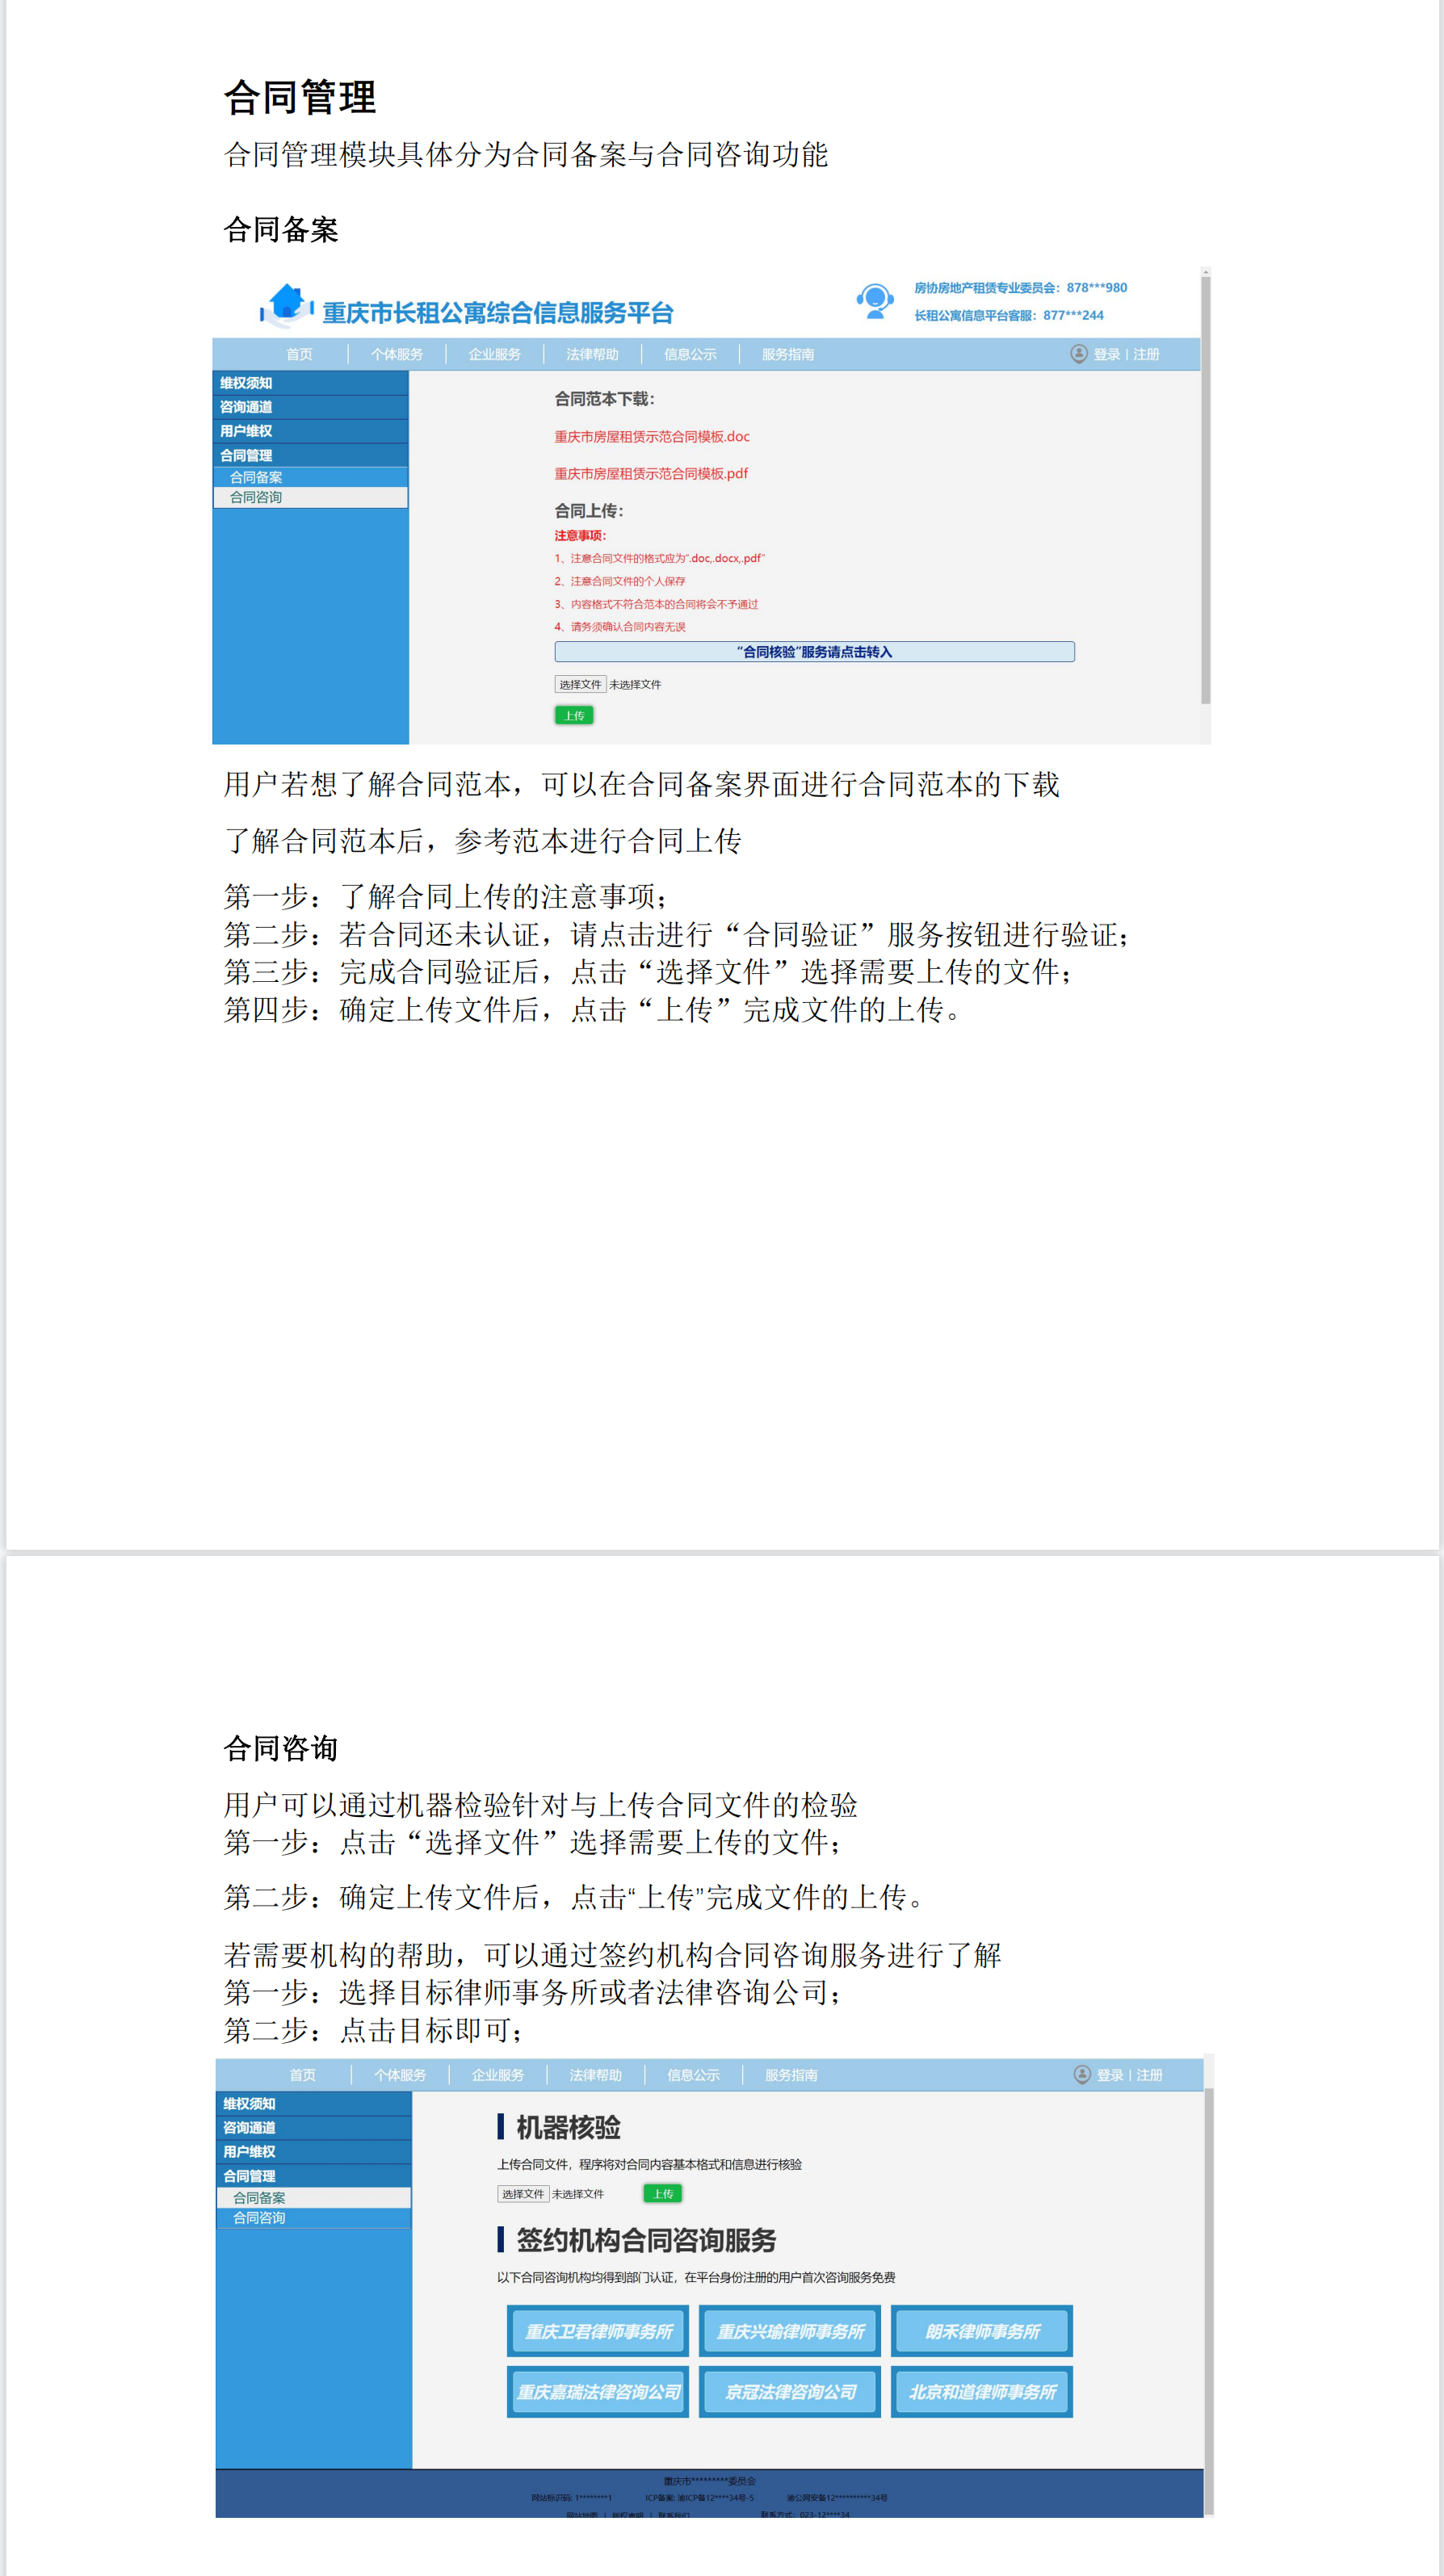 合同管理
合同管理模块具体分为合同备案与合同咨询功能
合同备案
重庆市长租公寓综合信息服务平台
房协房地产租赁专业委员会：878***980
长租公寓信息平台客服：877***244
首页 个体服务 企业服务 法律帮助 信息公示 服务指南 登录 | 注册
维权须知
咨询通道
用户维权
合同管理
合同备案
合同咨询
合同范本下载：
重庆市房屋租赁示范合同模板.doc
重庆市房屋租赁示范合同模板.pdf
合同上传：
注意事项：
1、注意合同文件的格式应为“.doc,.docx,.pdf”
2、注意合同文件的个人保存
3、内容格式不符合范本的合同将会不予通过
4、请务须确认合同内容无误
“合同核验”服务请点击转入
选择文件 未选择文件
上传
用户若想了解合同范本，可以在合同备案界面进行合同范本的下载
了解合同范本后，参考范本进行合同上传
第一步：了解合同上传的注意事项；
第二步：若合同还未认证，请点击进行“合同验证”服务按钮进行验证；
第三步：完成合同验证后，点击“选择文件”选择需要上传的文件；
第四步：确定上传文件后，点击“上传”完成文件的上传。
合同咨询
用户可以通过机器检验针对与上传合同文件的检验
第一步：点击“选择文件”选择需要上传的文件；
第二步：确定上传文件后，点击“上传”完成文件的上传。
若需要机构的帮助，可以通过签约机构合同咨询服务进行了解
第一步：选择目标律师事务所或者法律咨询公司；
第二步：点击目标即可；
首页 个体服务 企业服务 法律帮助 信息公示 服务指南 登录 | 注册
维权须知
咨询通道
用户维权
合同管理
合同备案
合同咨询
机器核验
上传合同文件，程序将对合同内容基本格式和信息进行核验
选择文件 未选择文件 上传
签约机构合同咨询服务
以下合同咨询机构均得到部门认证，在平台身份注册的用户首次咨询服务免费
重庆卫君律师事务所 重庆兴瑜律师事务所 朗禾律师事务所
重庆嘉瑞法律咨询公司 京冠法律咨询公司 北京和道律师事务所
重庆市*********委员会
网站标识码: 1********1 ICP备案: 渝ICP备12****34号-5 渝公网安备12**********34号
网站地图 | 版权声明 | 联系我们 联系方式：023-12****34